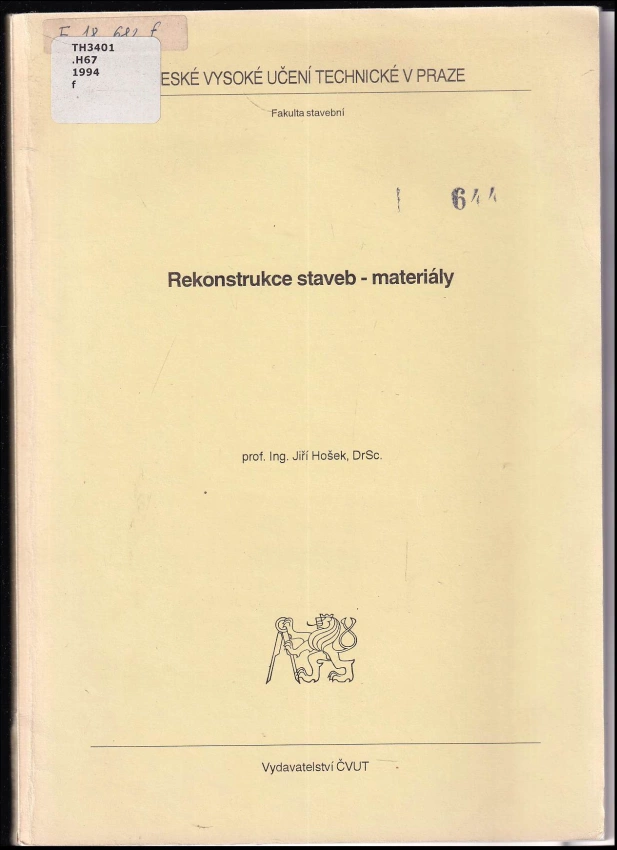 TH3401
.H67
1994
f
ESKÉ VYSOKÉ UČENÍ TECHNICKÉ V PRAZE
Fakulta stavební
644
Rekonstrukce staveb - materiály
prof. Ing. Jiří Hošek, DrSc.
Vydavatelství ČVUT